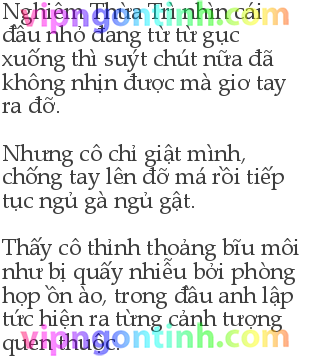 Nghiêm Thừa Trì nhìn cái
vipngontinh.com
đầu nhỏ đang từ từ gục
xuống thì suýt chút nữa đã
không nhịn được mà giơ tay
ra đỡ.
Nhưng cô chỉ giật mình,
chống tay lên đỡ má rồi tiếp
tục ngủ gà ngủ gật.
Thấy cô thỉnh thoảng bĩu môi
như bị quấy nhiễu bởi phòng
họp ồn ào, trong đầu anh lập
tức hiện ra từng cảnh tượng
vipngontinh.com
quen thuộc.